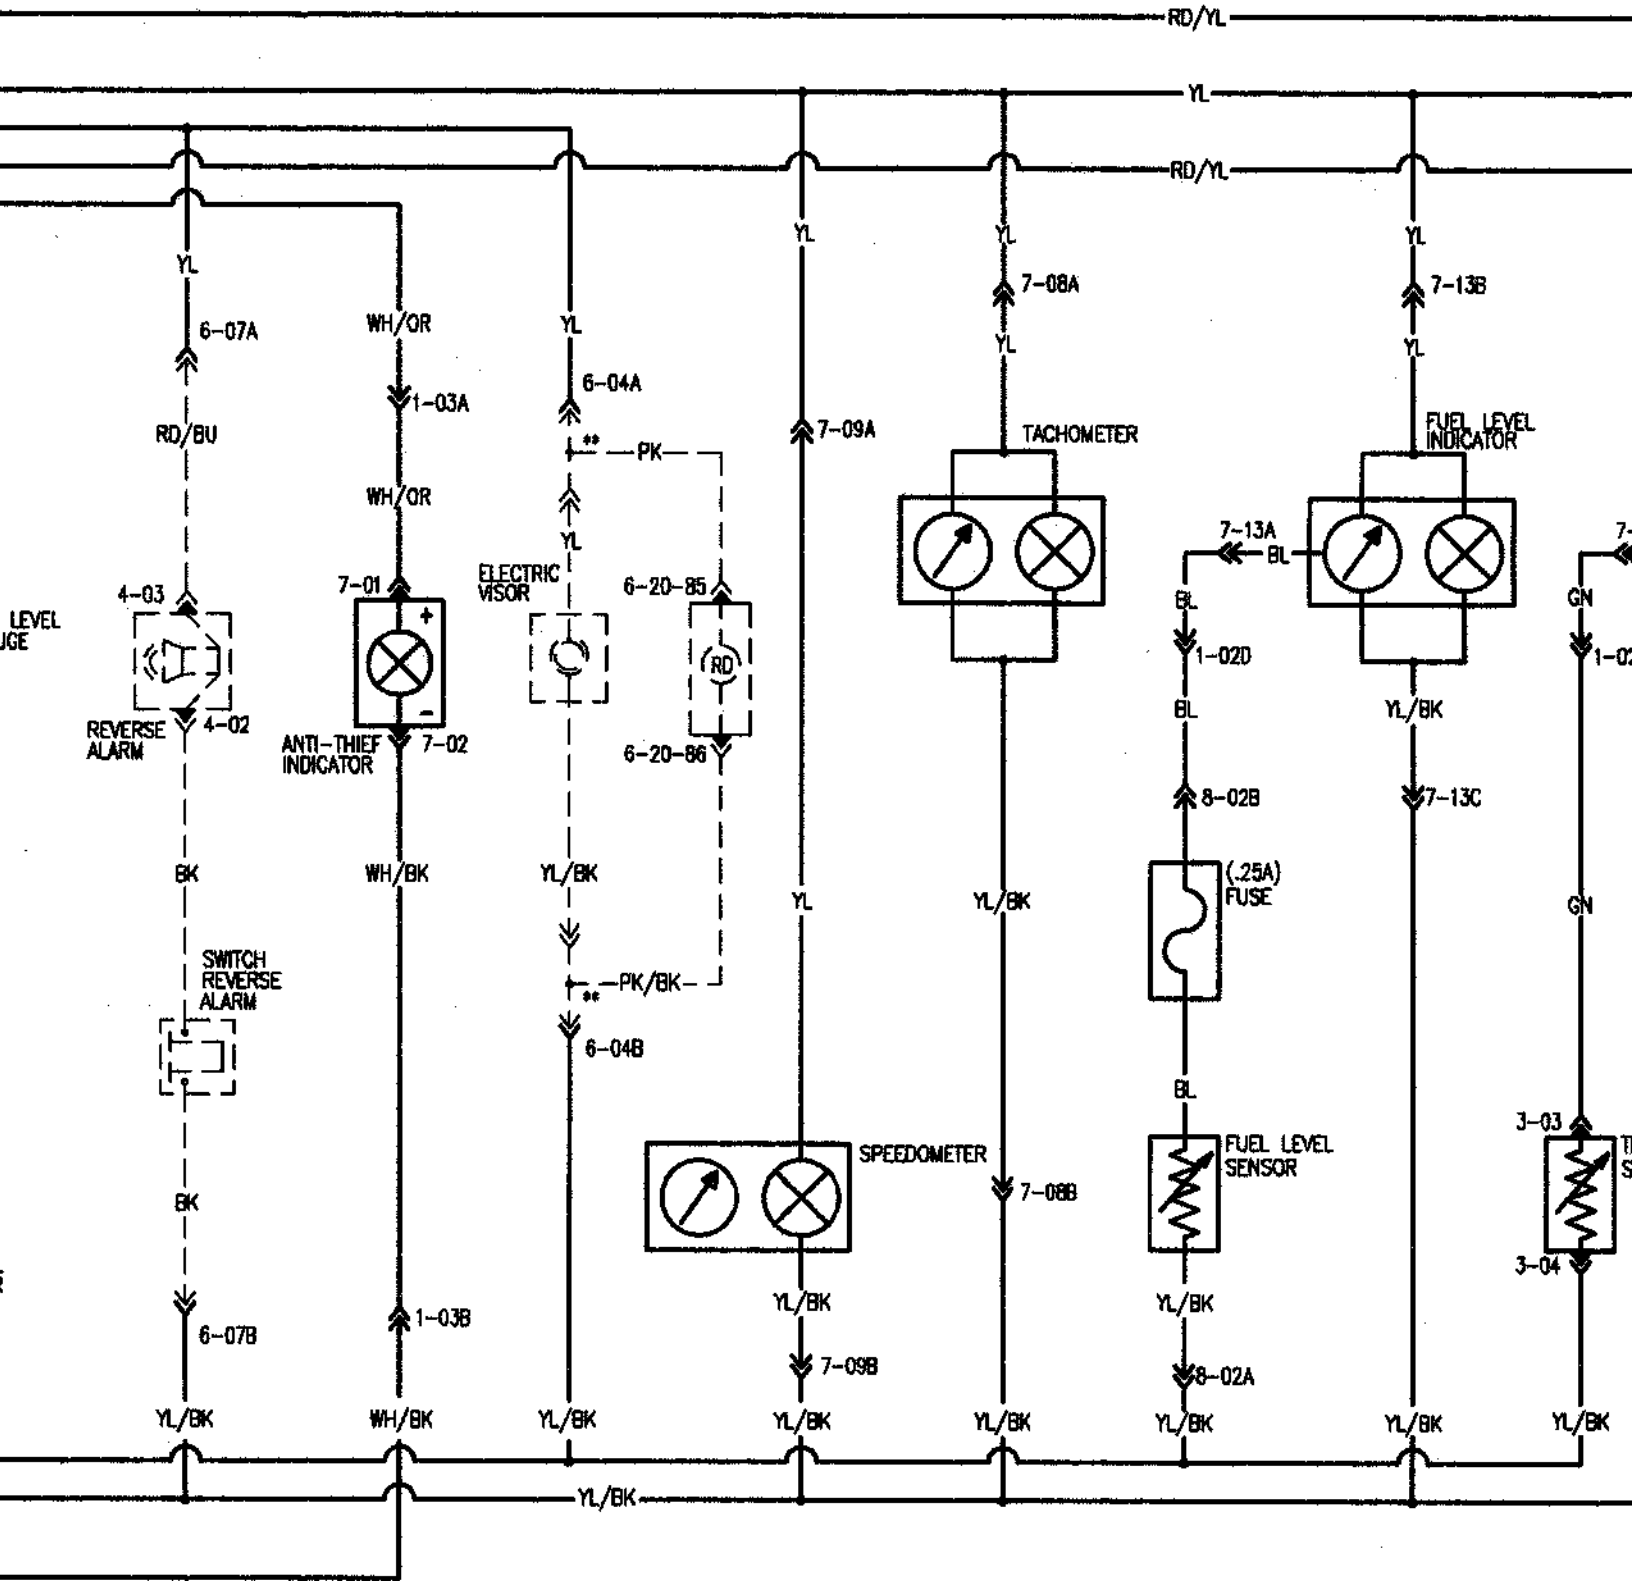 RD/YL
YL
RD/YL
YL
YL
YL
YL
6-07A
WH/OR
YL
7-08A
7-13B
YL
YL
6-04A
1-03A
RD/BU
**
PK
7-09A
TACHOMETER
FUEL LEVEL
INDICATOR
WH/OR
YL
7-13A
BL
7-
ELECTRIC
VISOR
4-03
7-01
6-20-85
BL
GN
LEVEL
+
RD
1-02D
1-02
REVERSE
ALARM
4-02
-
ANTI-THIEF
INDICATOR
7-02
6-20-86
BL
YL/BK
8-02B
7-13C
BK
WH/BK
YL/BK
YL
YL/BK
(.25A)
FUSE
GN
SWITCH
REVERSE
ALARM
PK/BK
**
6-04B
BL
3-03
SPEEDOMETER
FUEL LEVEL
SENSOR
BK
7-08B
3-04
YL/BK
YL/BK
1-03B
6-07B
7-09B
8-02A
YL/BK
WH/BK
YL/BK
YL/BK
YL/BK
YL/BK
YL/BK
YL/BK
YL/BK